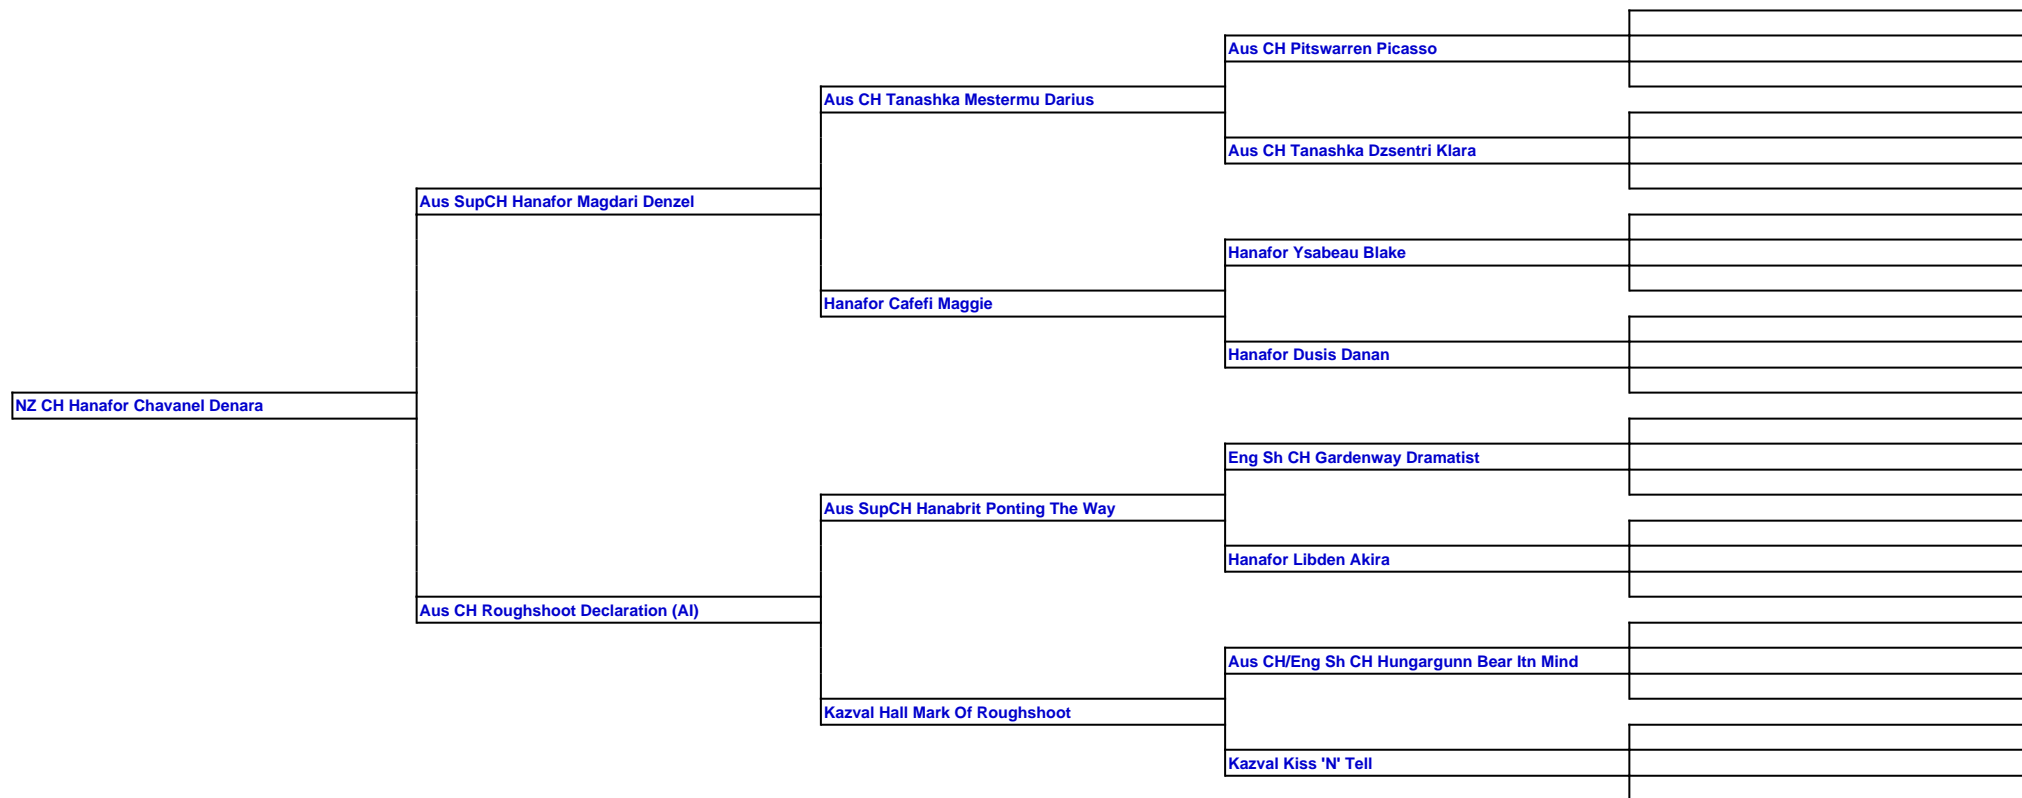 Aus CH Pitswarren Picasso
Aus CH Tanashka Mestermu Darius
Aus CH Tanashka Dzsentri Klara
Aus SupCH Hanafor Magdari Denzel
Hanafor Ysabeau Blake
Hanafor Cafefi Maggie
Hanafor Dusis Danan
NZ CH Hanafor Chavanel Denara
Eng Sh CH Gardenway Dramatist
Aus SupCH Hanabrit Ponting The Way
Hanafor Libden Akira
Aus CH Roughshoot Declaration (AI)
Aus CH/Eng Sh CH Hungargunn Bear Itn Mind
Kazval Hall Mark Of Roughshoot
Kazval Kiss 'N' Tell